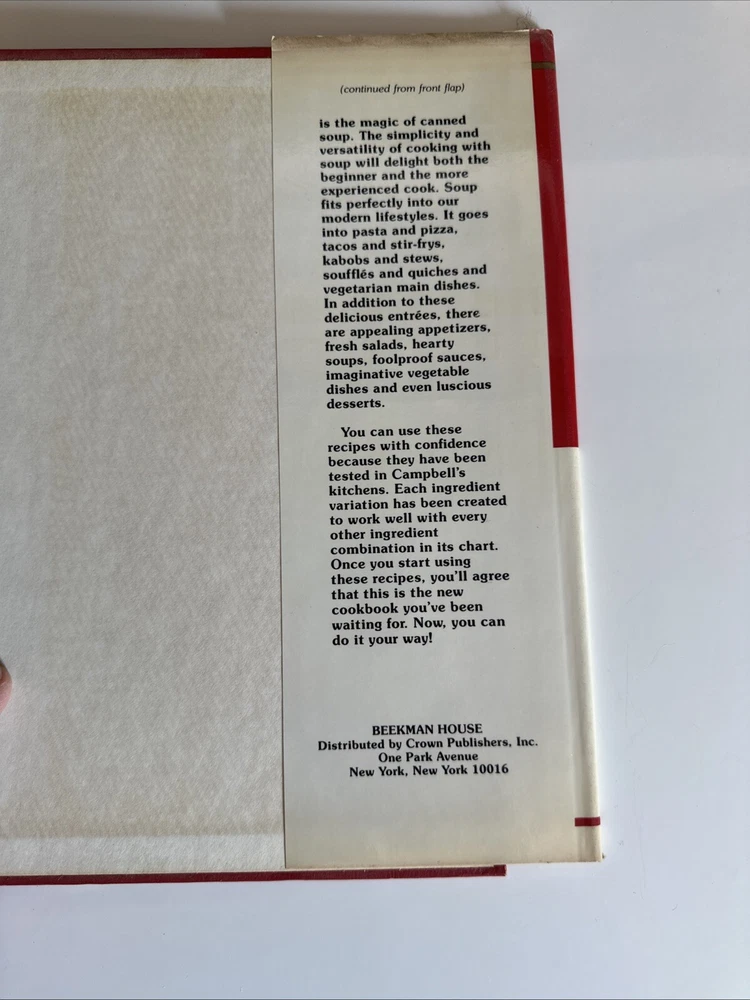 (continued from front flap)
is the magic of canned
soup. The simplicity and
versatility of cooking with
soup will delight both the
beginner and the more
experienced cook. Soup
fits perfectly into our
modern lifestyles. It goes
into pasta and pizza,
tacos and stir-frys,
kabobs and stews,
soufflés and quiches and
vegetarian main dishes.
In addition to these
delicious entrées, there
are appealing appetizers,
fresh salads, hearty
soups, foolproof sauces,
imaginative vegetable
dishes and even luscious
desserts.
You can use these
recipes with confidence
because they have been
tested in Campbell's
kitchens. Each ingredient
variation has been created
to work well with every
other ingredient
combination in its chart.
Once you start using
these recipes, you'll agree
that this is the new
cookbook you've been
waiting for. Now, you can
do it your way!
BEEKMAN HOUSE
Distributed by Crown Publishers, Inc.
One Park Avenue
New York, New York 10016